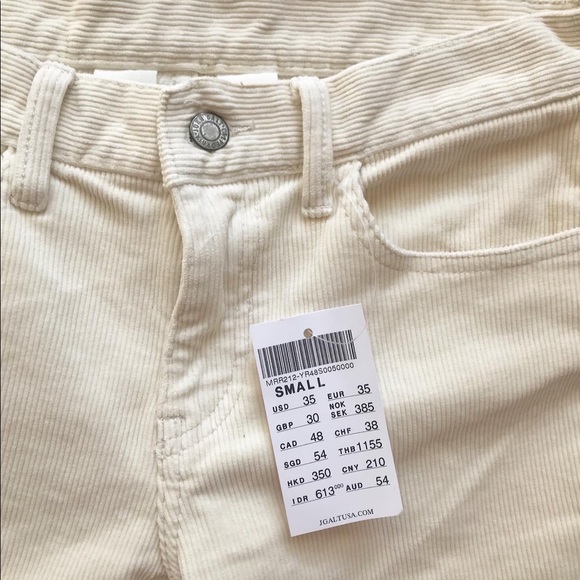 MRR212-YR48S0050000
SMALL
USD 35 EUR 35
GBP 30 NOK SEK 385
CAD 48 CHF 38
SGD 54 THB 1155
HKD 350 CNY 210
IDR 613000 AUD 54
JGALTUSA.COM